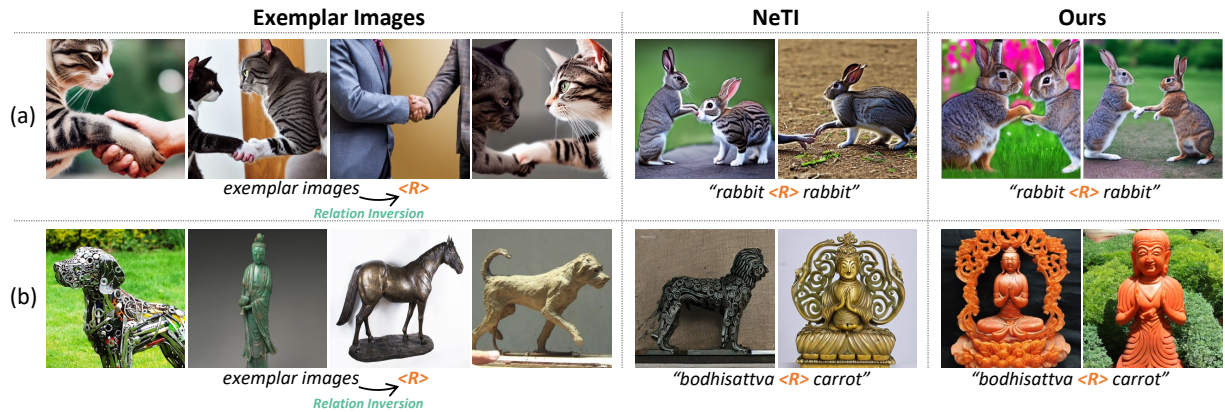 Exemplar Images
NeTI
Ours
(a)
exemplar images <R>
Relation Inversion
"rabbit <R> rabbit"
"rabbit <R> rabbit"
(b)
exemplar images <R>
Relation Inversion
"bodhisattva <R> carrot"
"bodhisattva <R> carrot"